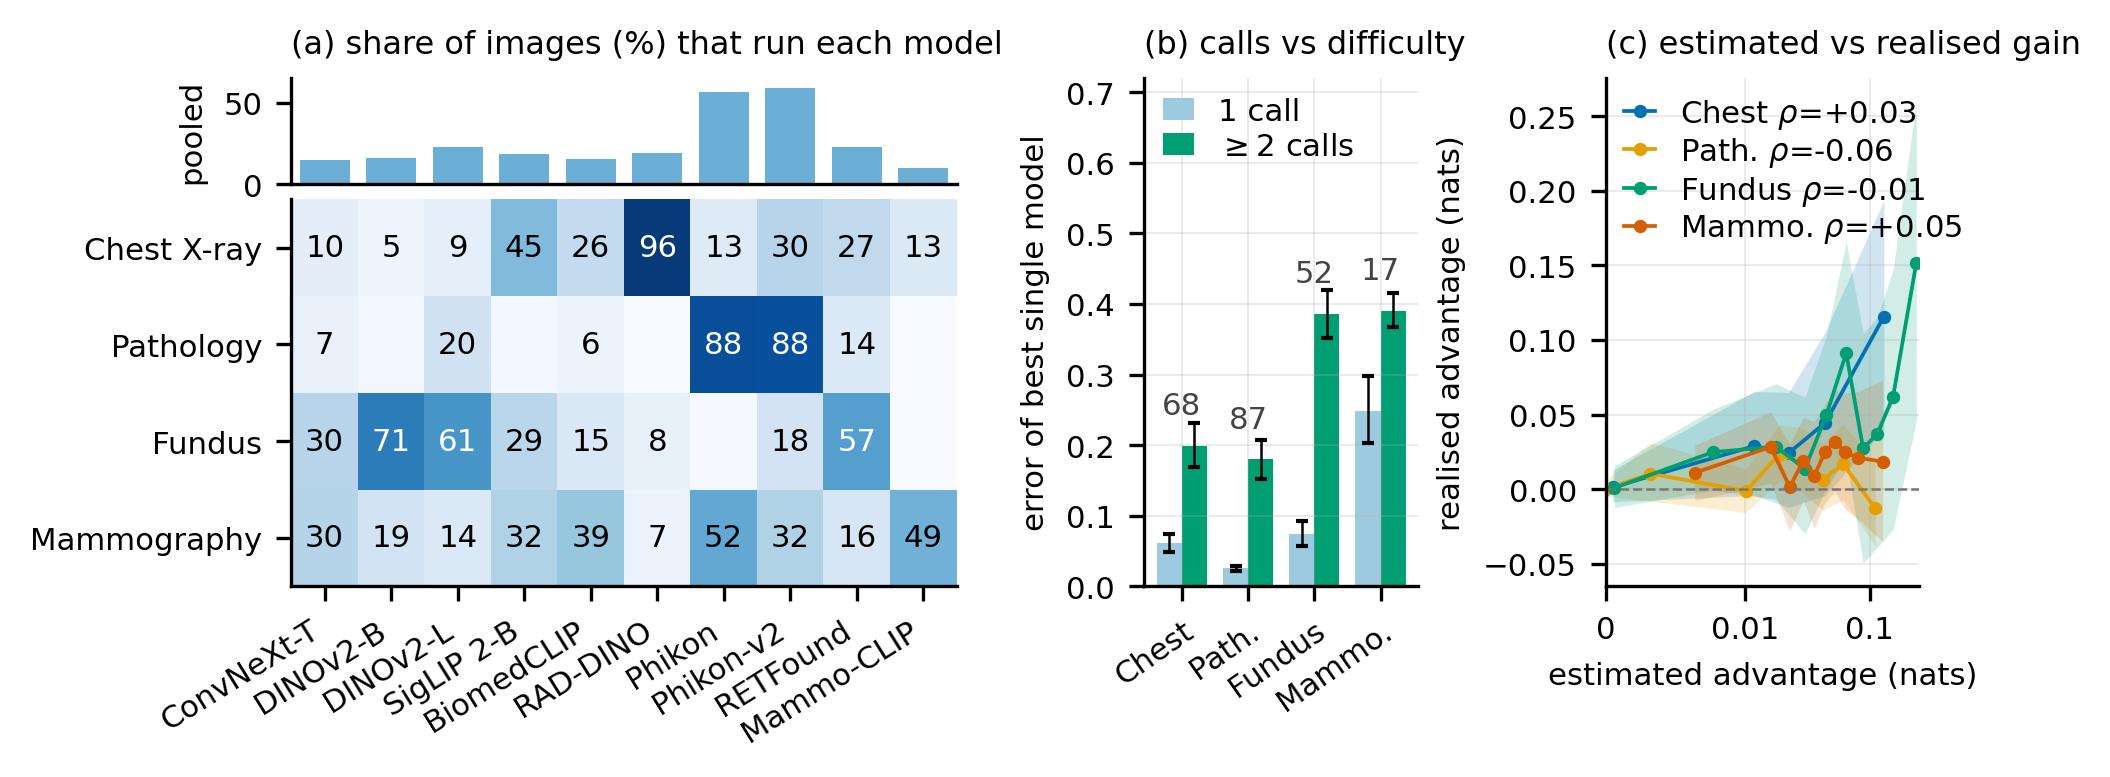 (a) share of images (%) that run each model
pooled
50
0
Chest X-ray 10 5 9 45 26 96 13 30 27 13
Pathology 7 20 6 88 88 14
Fundus 30 71 61 29 15 8 18 57
Mammography 30 19 14 32 39 7 52 32 16 49
ConvNeXt-T
DINOv2-B
DINOv2-L
SigLIP 2-B
BiomedCLIP
RAD-DINO
Phikon
Phikon-v2
RETFound
Mammo-CLIP
(b) calls vs difficulty
error of best single model
0.7
0.6
0.5
0.4
0.3
0.2
0.1
0.0
1 call
≥ 2 calls
68
87
52
17
Chest
Path.
Fundus
Mammo.
(c) estimated vs realised gain
realised advantage (nats)
0.25
0.20
0.15
0.10
0.05
0.00
−0.05
Chest ρ=+0.03
Path. ρ=-0.06
Fundus ρ=-0.01
Mammo. ρ=+0.05
0 0.01 0.1
estimated advantage (nats)